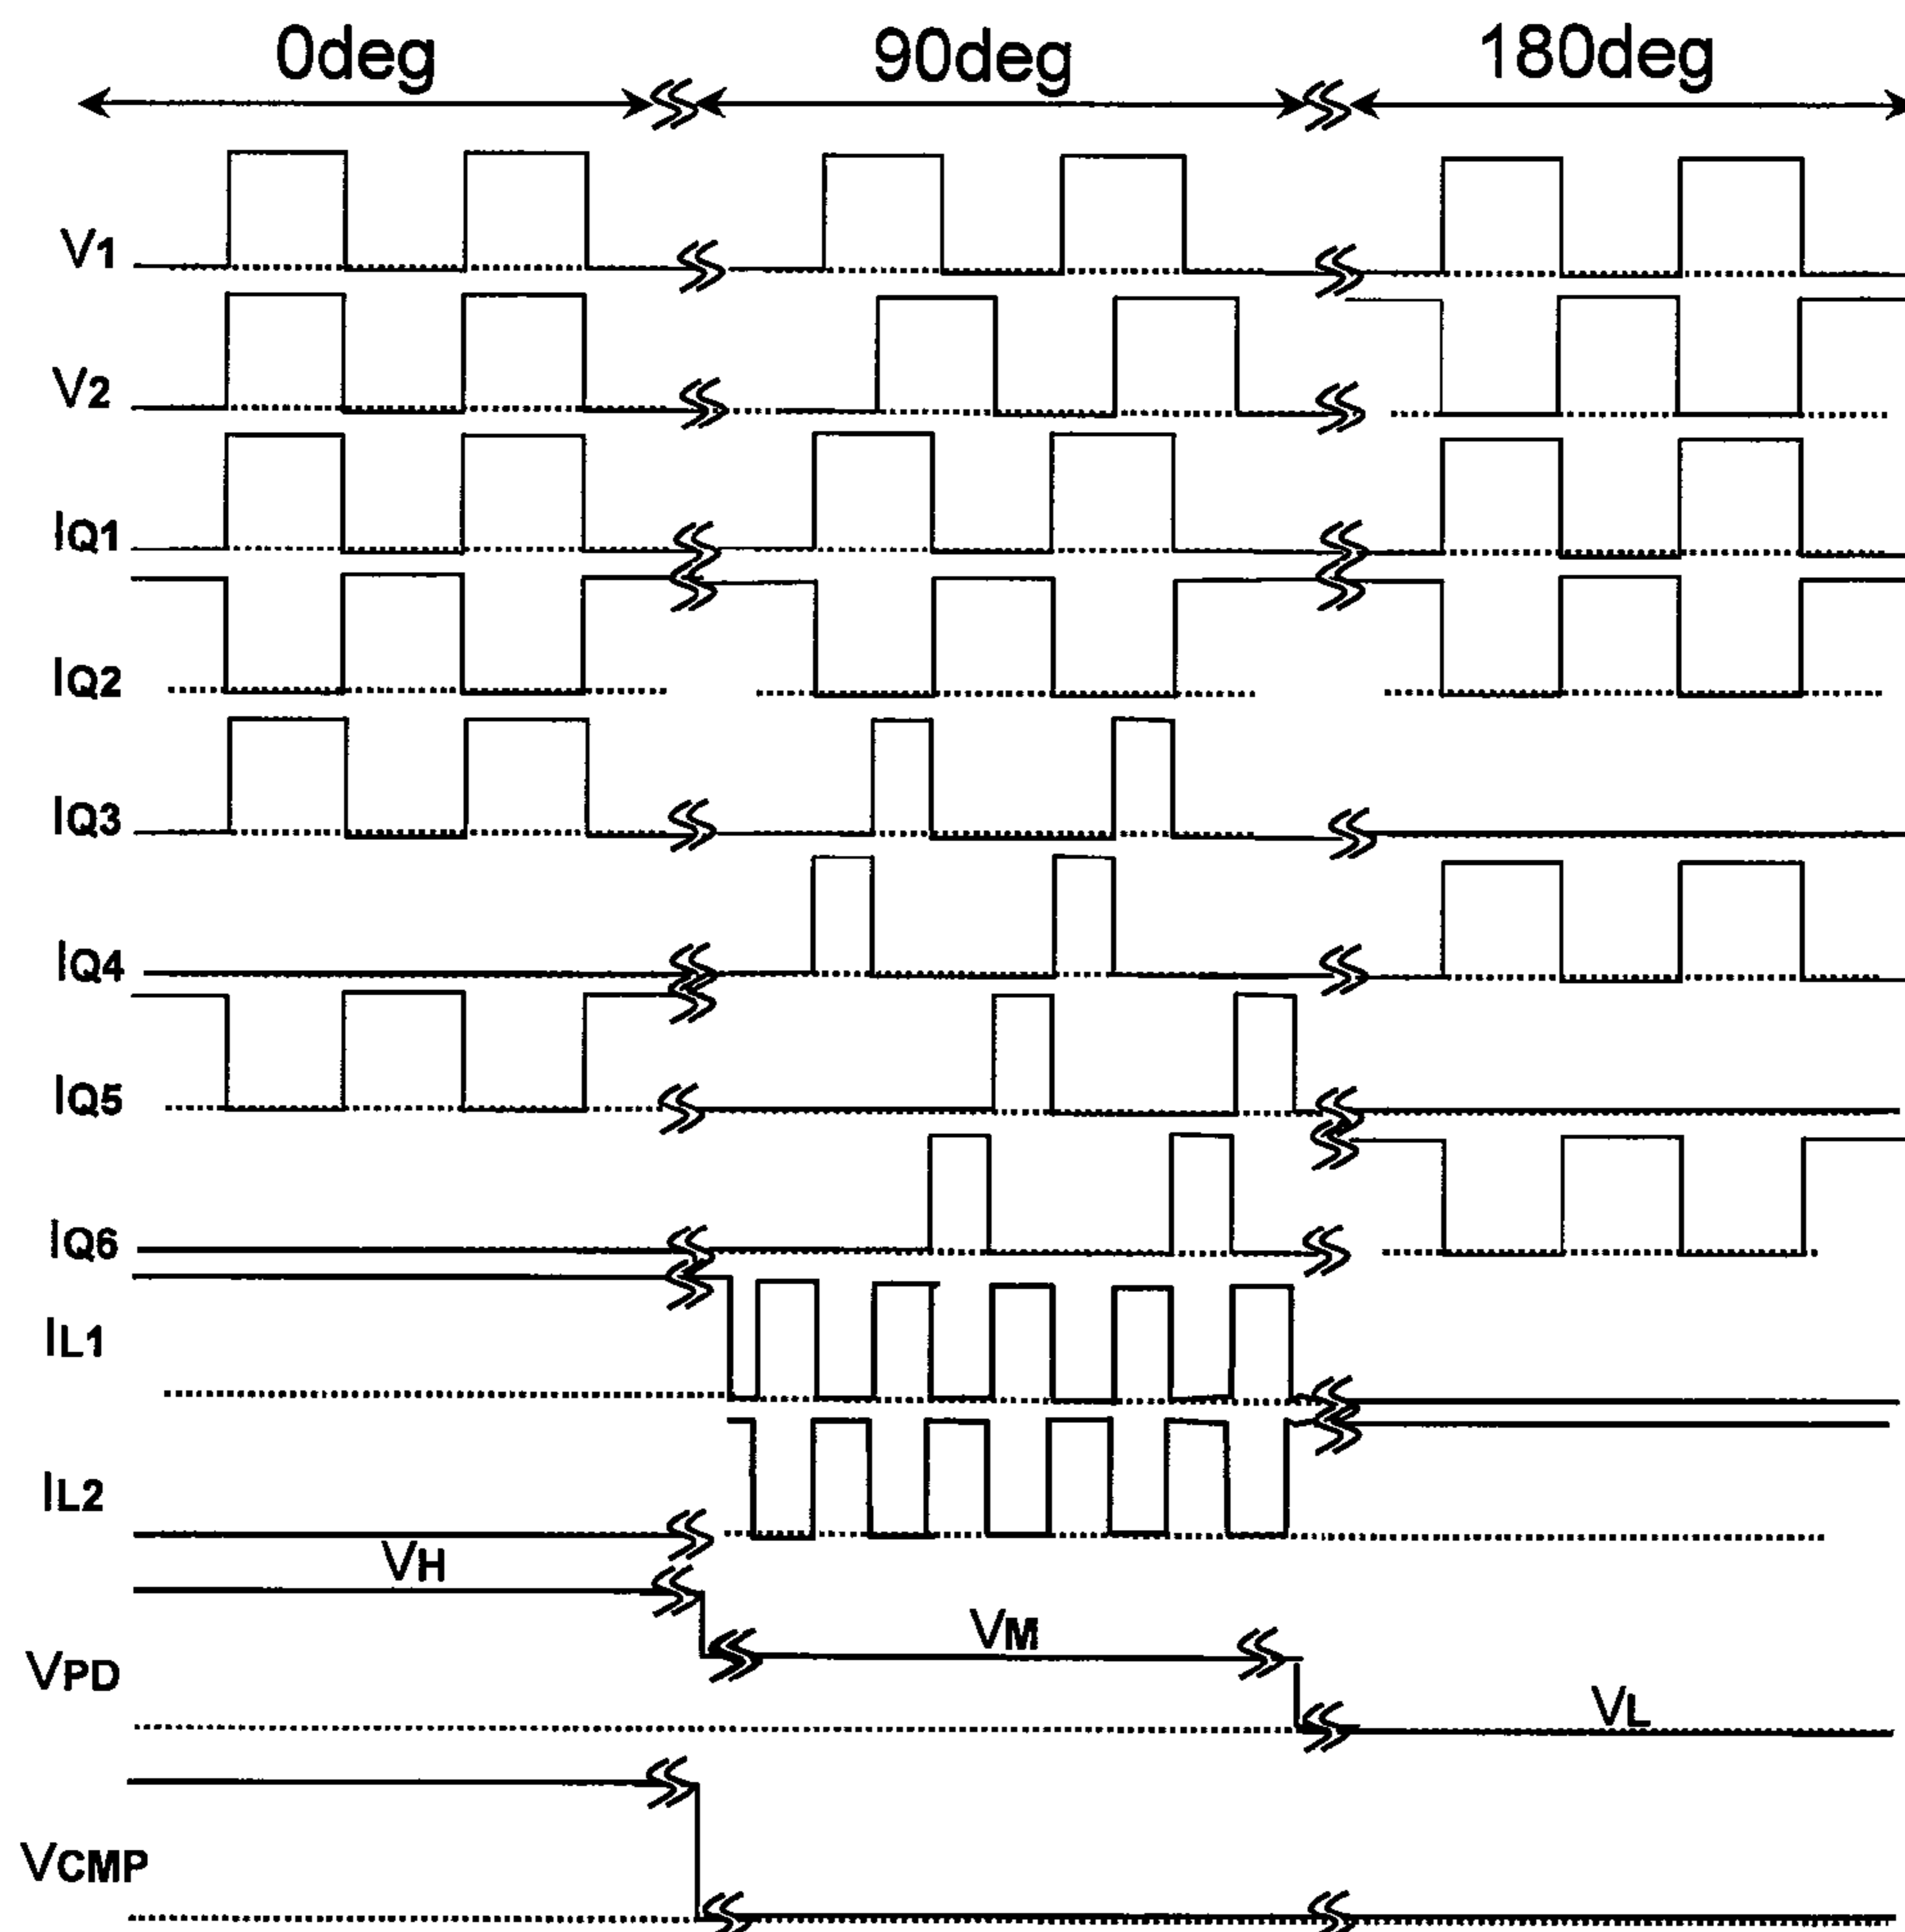 0deg 90deg 180deg
V1
V2
IQ1
IQ2
IQ3
IQ4
IQ5
IQ6
IL1
IL2
VH
VM
VPD
VL
VCMP